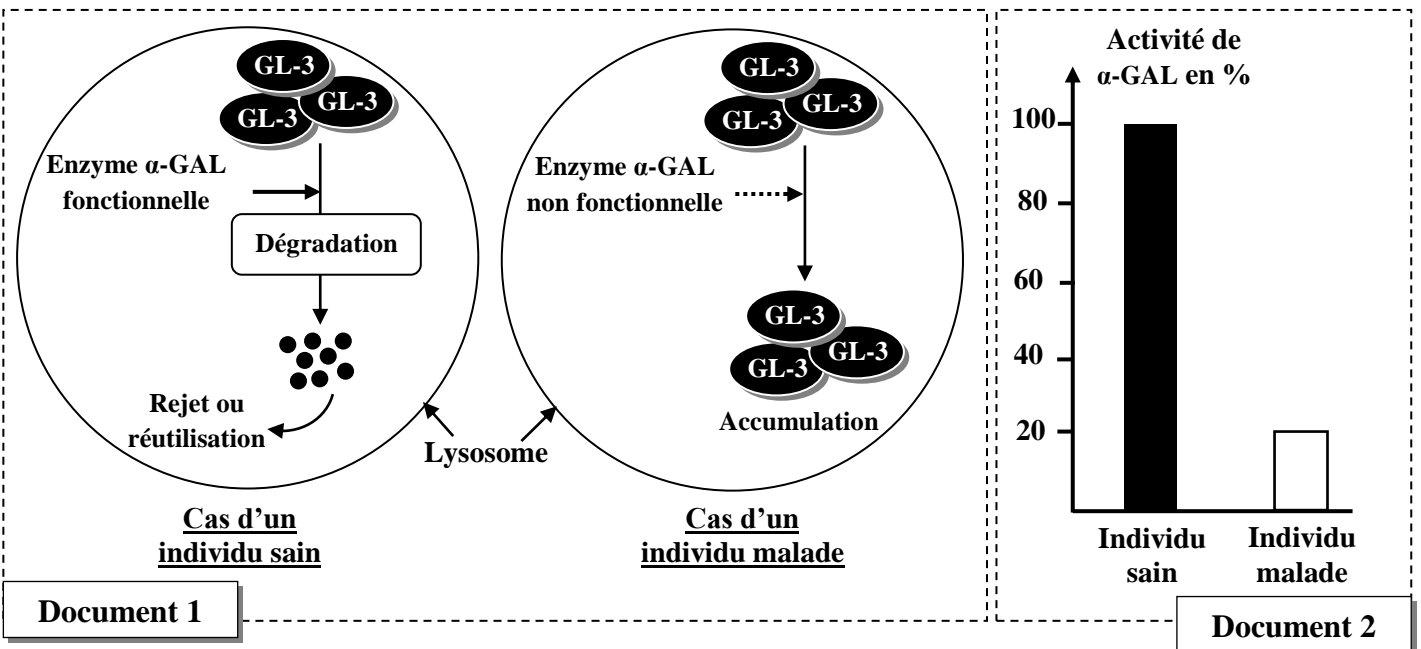 GL-3
GL-3
GL-3
Enzyme α-GAL
fonctionnelle
Dégradation
Rejet ou
réutilisation
Cas d'un
individu sain
Lysosome
GL-3
GL-3
GL-3
Enzyme α-GAL
non fonctionnelle
GL-3
GL-3
GL-3
Accumulation
Cas d'un
individu malade
Document 1
Activité de
α-GAL en %
100
80
60
40
20
Individu
sain
Individu
malade
Document 2